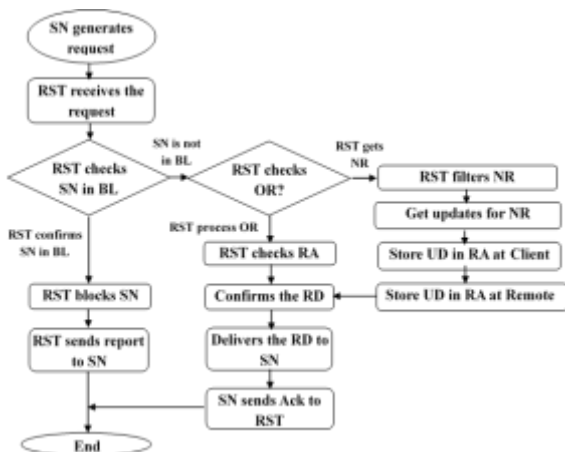 SN generates
request
RST receives the
request
RST checks
SN in BL
SN is not
in BL
RST checks
OR?
RST gets
NR
RST filters NR
Get updates for NR
Store UD in RA at Client
Store UD in RA at Remote
RST process OR
RST checks RA
Confirms the RD
Delivers the RD to
SN
SN sends Ack to
RST
RST confirms
SN in BL
RST blocks SN
RST sends report
to SN
End